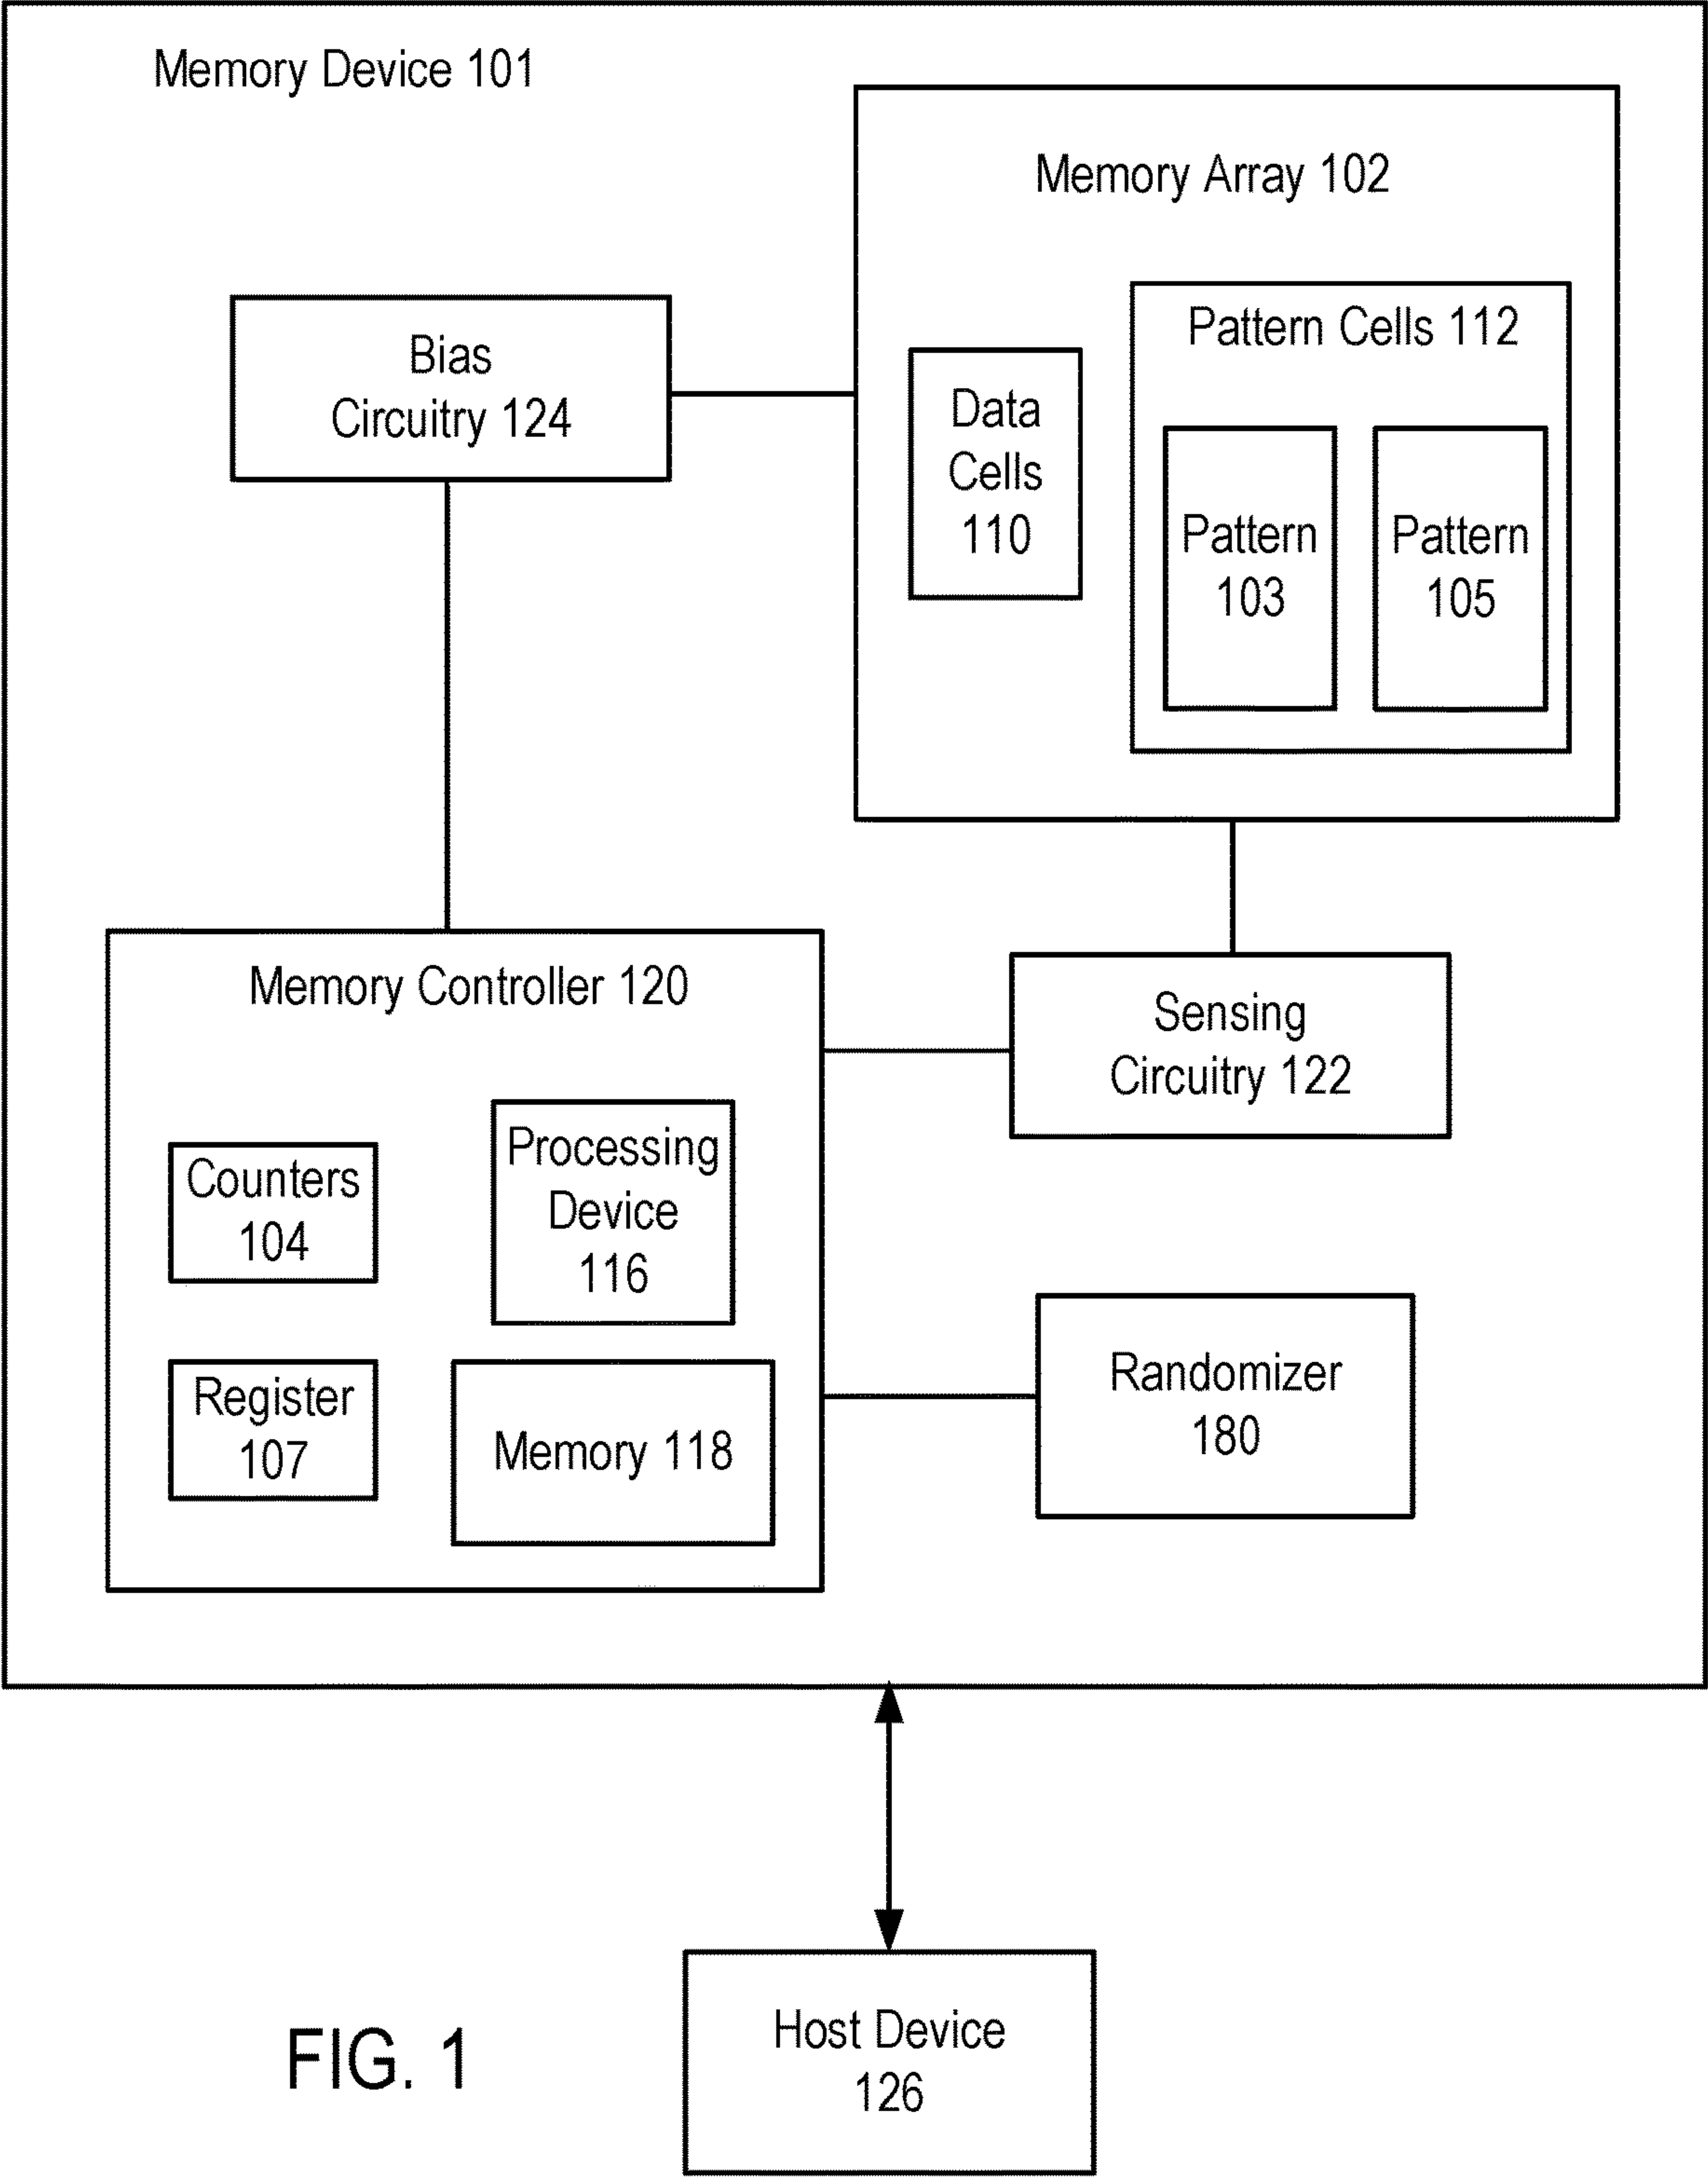 Memory Device 101
Memory Array 102
Bias
Circuitry 124
Data
Cells
110
Pattern Cells 112
Pattern
103
Pattern
105
Memory Controller 120
Sensing
Circuitry 122
Counters
104
Processing
Device
116
Register
107
Memory 118
Randomizer
180
Host Device
126
FIG. 1